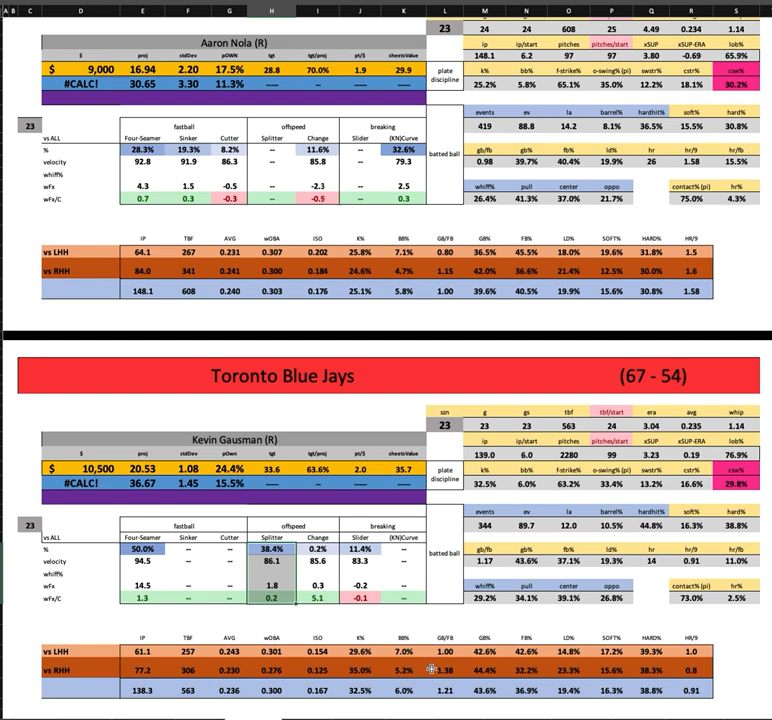 A B C D E F G H I J K L M N O P Q R S
23 24 24 608 25 4.49 0.234 1.14
Aaron Nola (R) ip ip/start pitches pitches/start xSUP xSUP-ERA lob%
148.1 6.2 97 97 3.80 -0.69 65.9%
$ proj stdDev pOWN tgt tgt/proj pt/$ sheetsValue
$ 9,000 16.94 2.20 17.5% 28.8 70.0% 1.9 29.9 plate discipline k% bb% f-strike% o-swing% (pi) swstr% cstr% csw%
#CALC! 30.65 3.30 11.3% ---- ---- -- ---- 25.2% 5.8% 65.1% 35.0% 12.2% 18.1% 30.2%
events ev la barrel% hardhit% soft% hard%
23 fastball offspeed breaking 419 88.8 14.2 8.1% 36.5% 15.5% 30.8%
vs ALL Four-Seamer Sinker Cutter Splitter Change Slider (KN)Curve
% 28.3% 19.3% 8.2% -- 11.6% -- 32.6% batted ball gb/fb gb% fb% ld% hr hr/9 hr/fb
velocity 92.8 91.9 86.3 -- 85.8 -- 79.3 0.98 39.7% 40.4% 19.9% 26 1.58 15.5%
whiff%
wFx 4.3 1.5 -0.5 -- -2.3 -- 2.5 whiff% pull center oppo contact% (pi) hr%
wFx/C 0.7 0.3 -0.3 -- -0.9 -- 0.3 26.4% 41.3% 37.0% 21.7% 75.0% 4.3%
IP TBF AVG wOBA ISO K% BB% GB/FB GB% FB% LD% SOFT% HARD% HR/9
vs LHH 64.1 267 0.231 0.307 0.202 25.8% 7.1% 0.80 36.5% 45.5% 18.0% 19.6% 31.8% 1.5
vs RHH 84.0 341 0.241 0.300 0.184 24.6% 4.7% 1.15 42.0% 36.6% 21.4% 12.5% 30.0% 1.6
148.1 608 0.240 0.303 0.176 25.1% 5.8% 1.00 39.6% 40.5% 19.9% 15.6% 30.8% 1.58
Toronto Blue Jays (67 - 54)
szn g gs tbf tbf/start era avg whip
23 23 23 563 24 3.04 0.235 1.14
Kevin Gausman (R) ip ip/start pitches pitches/start xSUP xSUP-ERA lob%
139.0 6.0 2280 99 3.23 0.19 76.9%
$ proj stdDev pOwn tgt tgt/proj pt/$ sheetsValue
$ 10,500 20.53 1.08 24.4% 33.6 63.6% 2.0 35.7 plate discipline k% bb% f-strike% o-swing% (pi) swstr% cstr% csw%
#CALC! 36.67 1.45 15.5% ---- ---- -- ---- 32.5% 6.0% 63.2% 33.4% 13.2% 16.6% 29.8%
events ev la barrel% hardhit% soft% hard%
23 fastball offspeed breaking 344 89.7 12.0 10.5% 44.8% 16.3% 38.8%
vs ALL Four-Seamer Sinker Cutter Splitter Change Slider (KN)Curve
% 50.0% -- -- 38.4% 0.2% 11.4% -- batted ball gb/fb gb% fb% ld% hr hr/9 hr/fb
velocity 94.5 -- -- 86.1 85.6 83.3 -- 1.17 43.6% 37.1% 19.3% 14 0.91 11.0%
whiff%
wFx 14.5 -- -- 1.8 0.3 -0.2 -- whiff% pull center oppo contact% (pi) hr%
wFx/C 1.3 -- -- 0.2 5.1 -0.1 -- 29.2% 34.1% 39.1% 26.8% 73.0% 2.5%
IP TBF AVG wOBA ISO K% BB% GB/FB GB% FB% LD% SOFT% HARD% HR/9
vs LHH 61.1 257 0.243 0.301 0.154 29.6% 7.0% 1.00 42.6% 42.6% 14.8% 17.2% 39.3% 1.0
vs RHH 77.2 306 0.230 0.276 0.125 35.0% 5.2% 1.38 44.4% 32.2% 23.3% 15.6% 38.3% 0.8
138.3 563 0.236 0.300 0.167 32.5% 6.0% 1.21 43.6% 36.9% 19.4% 16.3% 38.8% 0.91